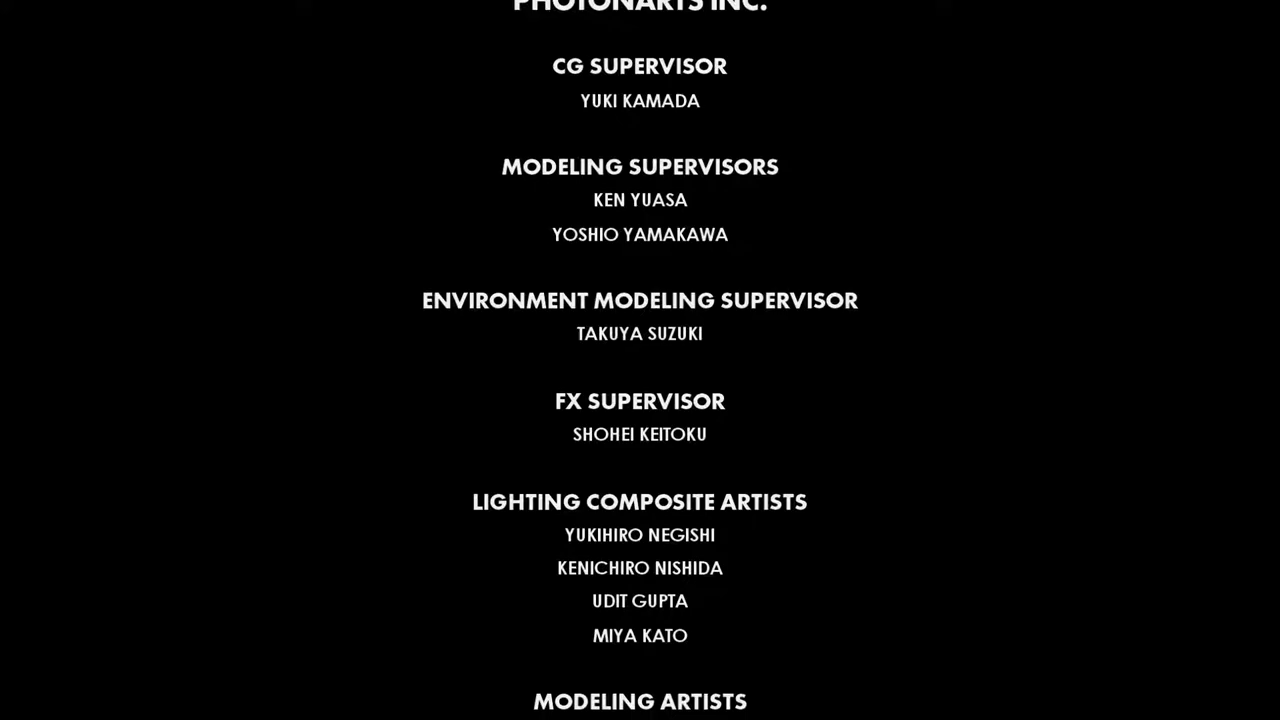 PHOTONARTS INC.
CG SUPERVISOR
YUKI KAMADA
MODELING SUPERVISORS
KEN YUASA
YOSHIO YAMAKAWA
ENVIRONMENT MODELING SUPERVISOR
TAKUYA SUZUKI
FX SUPERVISOR
SHOHEI KEITOKU
LIGHTING COMPOSITE ARTISTS
YUKIHIRO NEGISHI
KENICHIRO NISHIDA
UDIT GUPTA
MIYA KATO
MODELING ARTISTS